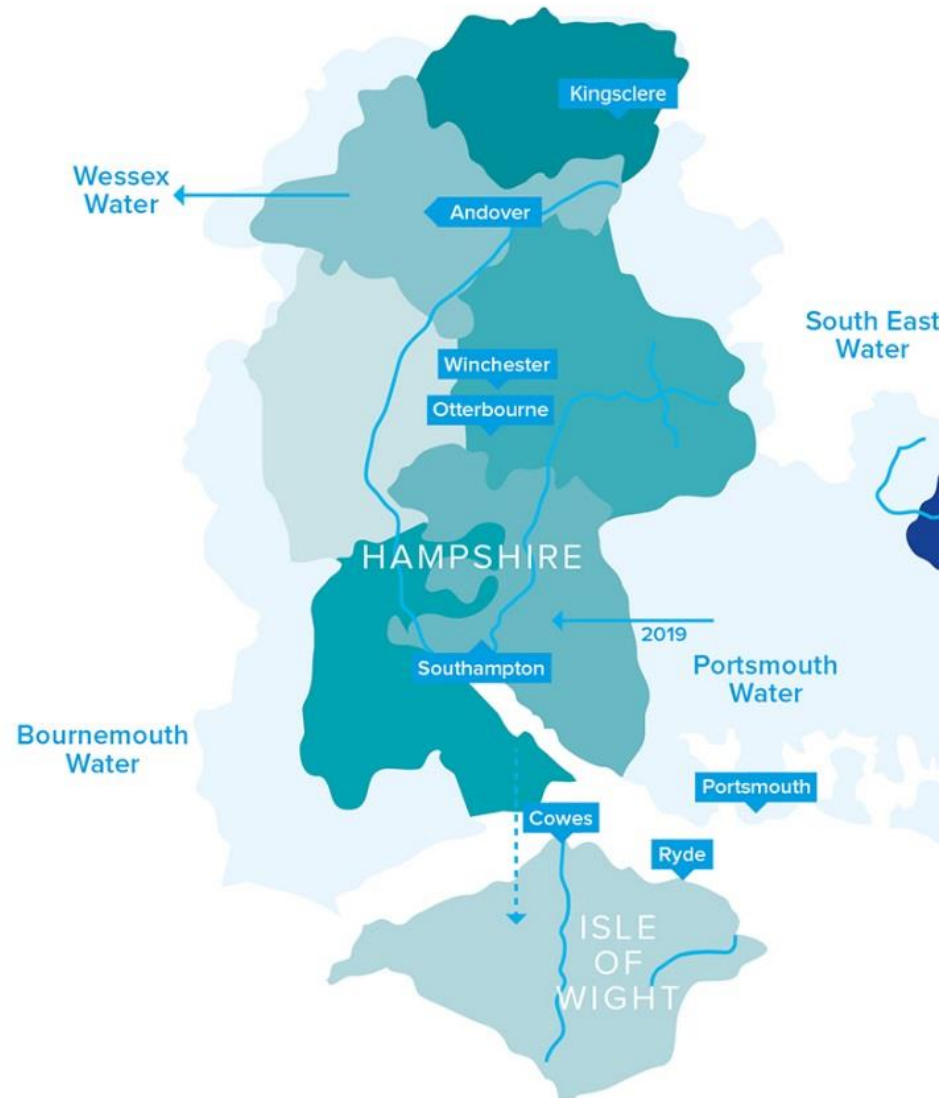 Kingsclere
Wessex
Water
Andover
South East
Water
Winchester
Otterbourne
HAMPSHIRE
2019
Southampton
Portsmouth
Water
Bournemouth
Water
Portsmouth
Cowes
Ryde
ISLE
OF
WIGHT